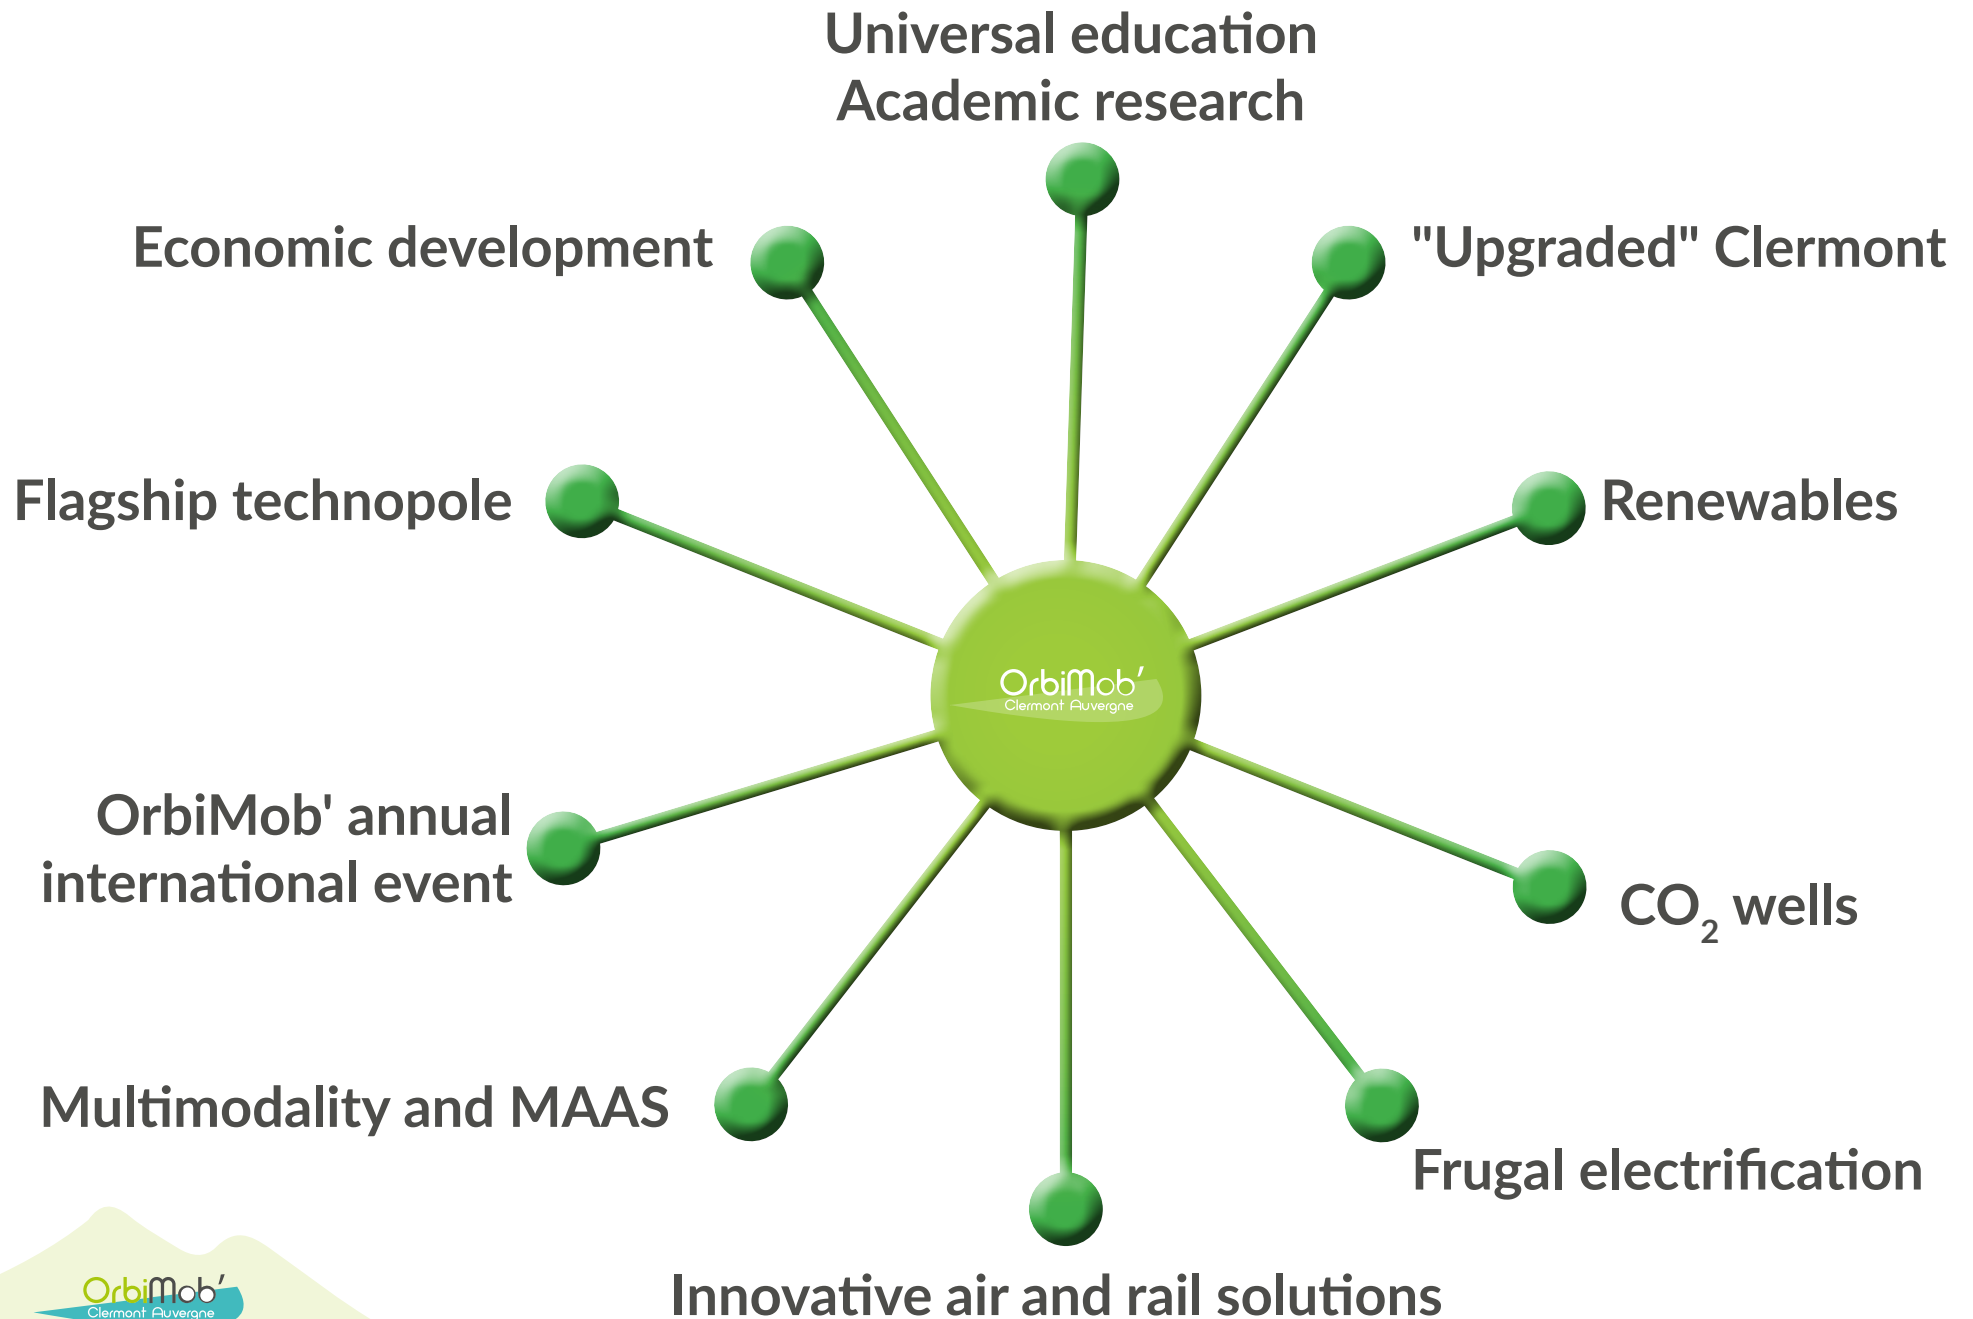 Universal education
Academic research
Economic development
"Upgraded" Clermont
Flagship technopole
Renewables
OrbiMob'
Clermont Auvergne
OrbiMob' annual
international event
CO₂ wells
Multimodality and MAAS
Frugal electrification
Innovative air and rail solutions
OrbiMob'
Clermont Auvergne